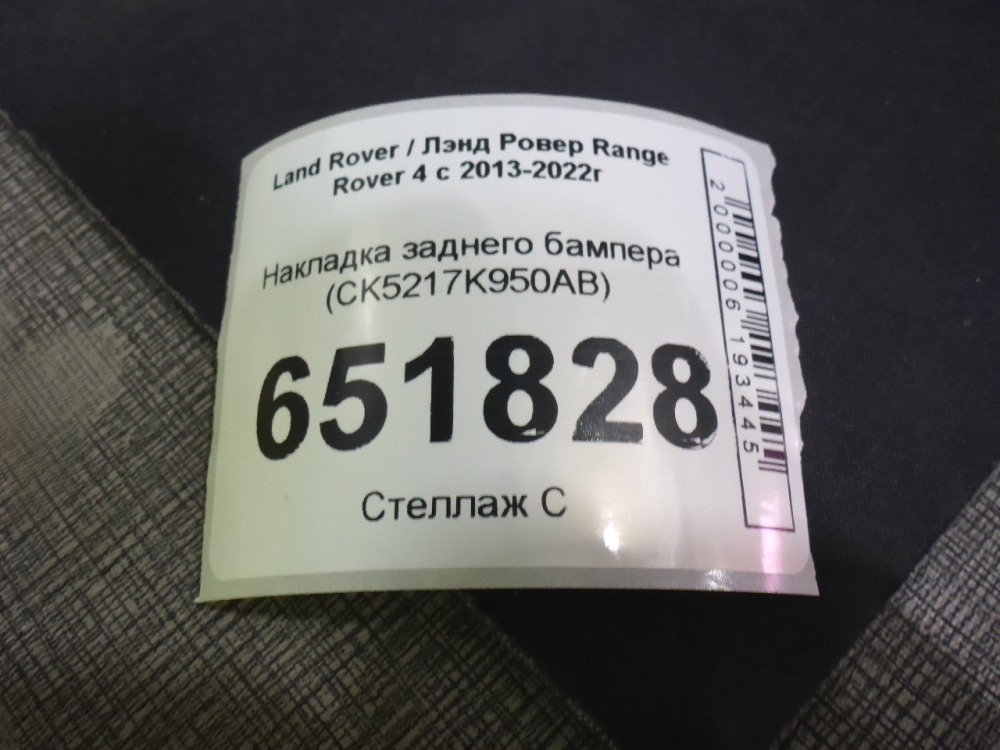 Land Rover / Лэнд Ровер Range
Rover 4 с 2013-2022г
Накладка заднего бампера
(CK5217K950AB)
651828
Стеллаж С
2000006193445